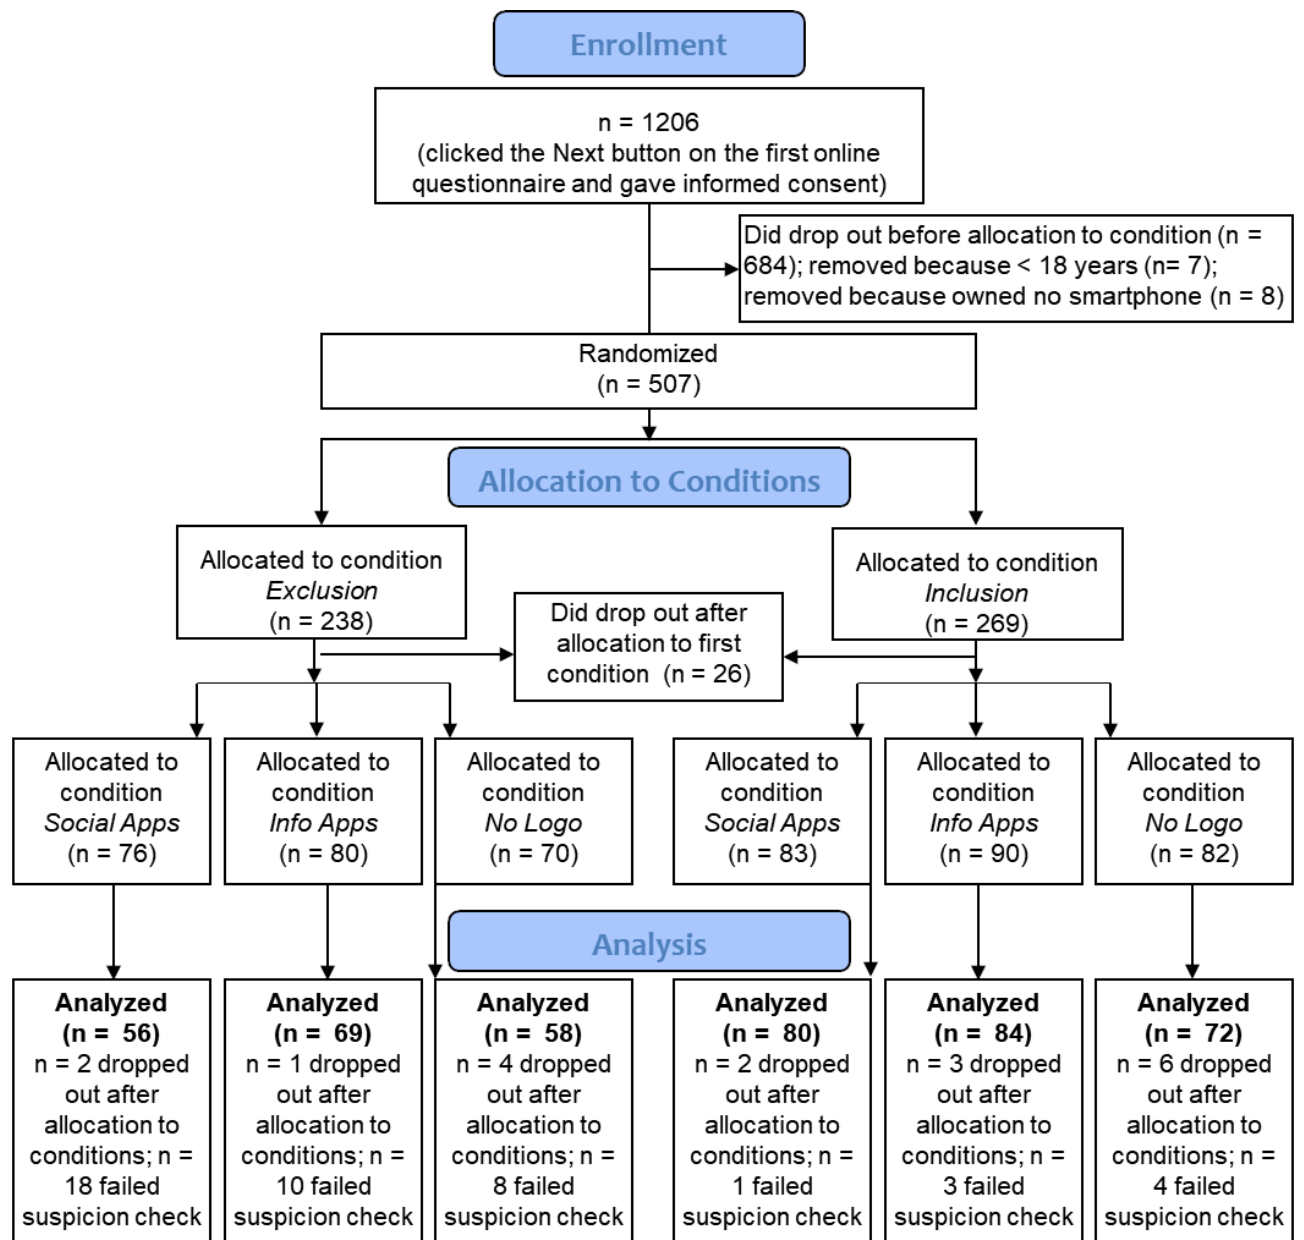 Enrollment
n = 1206
(clicked the Next button on the first online
questionnaire and gave informed consent)
Did drop out before allocation to condition (n =
684); removed because < 18 years (n= 7);
removed because owned no smartphone (n = 8)
Randomized
(n = 507)
Allocation to Conditions
Allocated to condition
Exclusion
(n = 238)
Did drop out after
allocation to first
condition (n = 26)
Allocated to condition
Inclusion
(n = 269)
Allocated to
condition
Social Apps
(n = 76)
Allocated to
condition
Info Apps
(n = 80)
Allocated to
condition
No Logo
(n = 70)
Allocated to
condition
Social Apps
(n = 83)
Allocated to
condition
Info Apps
(n = 90)
Allocated to
condition
No Logo
(n = 82)
Analysis
Analyzed
(n = 56)
n = 2 dropped
out after
allocation to
conditions; n =
18 failed
suspicion check
Analyzed
(n = 69)
n = 1 dropped
out after
allocation to
conditions; n =
10 failed
suspicion check
Analyzed
(n = 58)
n = 4 dropped
out after
allocation to
conditions; n =
8 failed
suspicion check
Analyzed
(n = 80)
n = 2 dropped
out after
allocation to
conditions; n =
1 failed
suspicion check
Analyzed
(n = 84)
n = 3 dropped
out after
allocation to
conditions; n =
3 failed
suspicion check
Analyzed
(n = 72)
n = 6 dropped
out after
allocation to
conditions; n =
4 failed
suspicion check